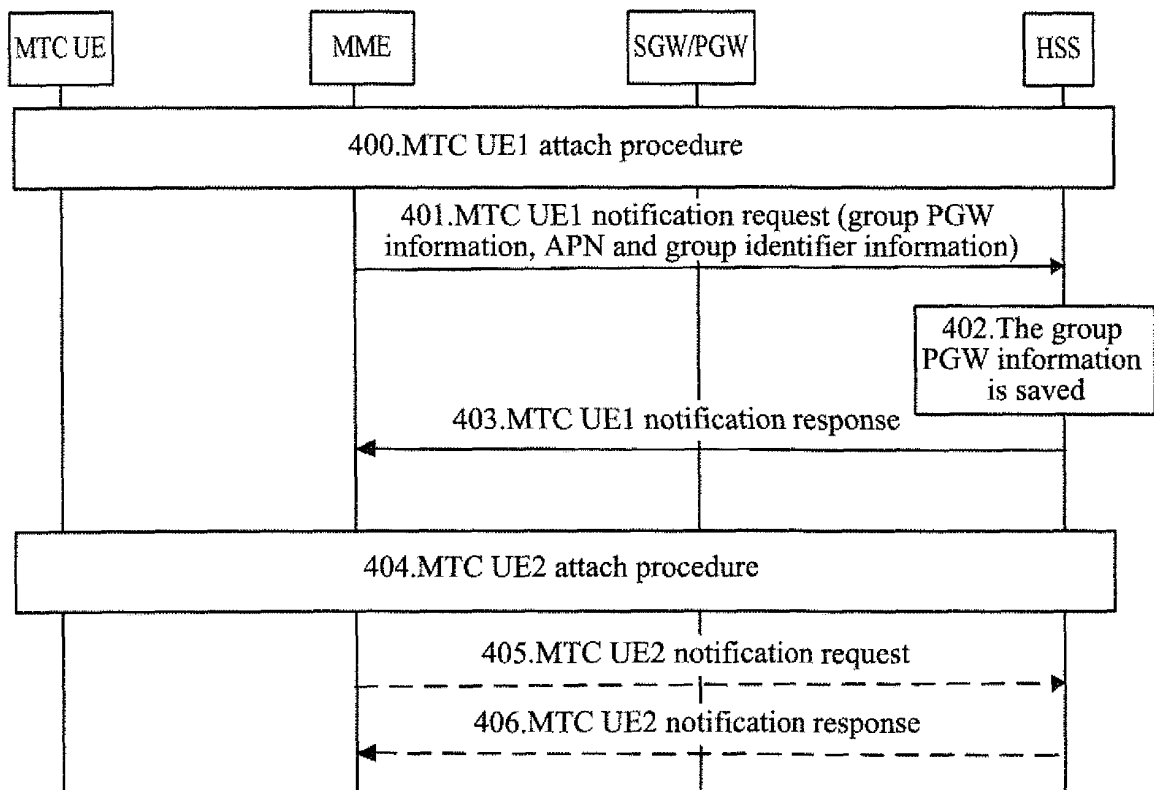 MTC UE
MME
SGW/PGW
HSS
400.MTC UE1 attach procedure
401.MTC UE1 notification request (group PGW
information, APN and group identifier information)
402.The group
PGW information
is saved
403.MTC UE1 notification response
404.MTC UE2 attach procedure
405.MTC UE2 notification request
406.MTC UE2 notification response